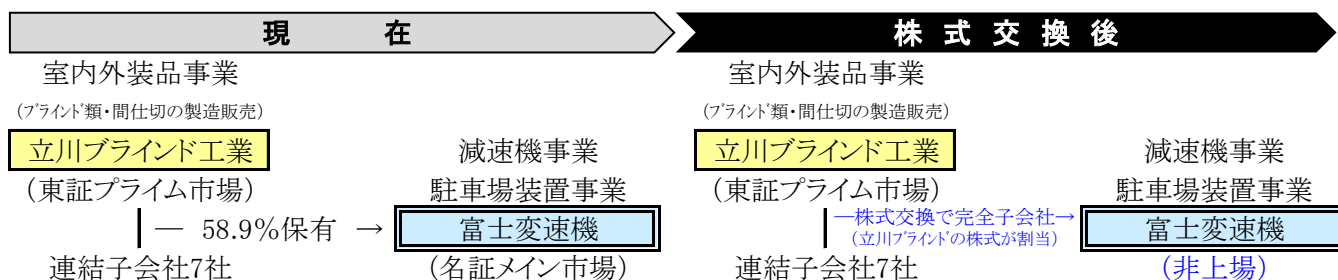 現在
株式交換後
室内外装品事業
(ﾌﾞﾗｲﾝﾄﾞ類・間仕切の製造販売)
立川ブラインド工業
(東証プライム市場)
減速機事業
駐車場装置事業
― 58.9%保有 →
富士変速機
連結子会社7社
(名証メイン市場)
室内外装品事業
(ﾌﾞﾗｲﾝﾄﾞ類・間仕切の製造販売)
立川ブラインド工業
(東証プライム市場)
減速機事業
駐車場装置事業
―株式交換で完全子会社→
(立川ﾌﾞﾗｲﾝﾄﾞの株式が割当)
富士変速機
連結子会社7社
(非上場)